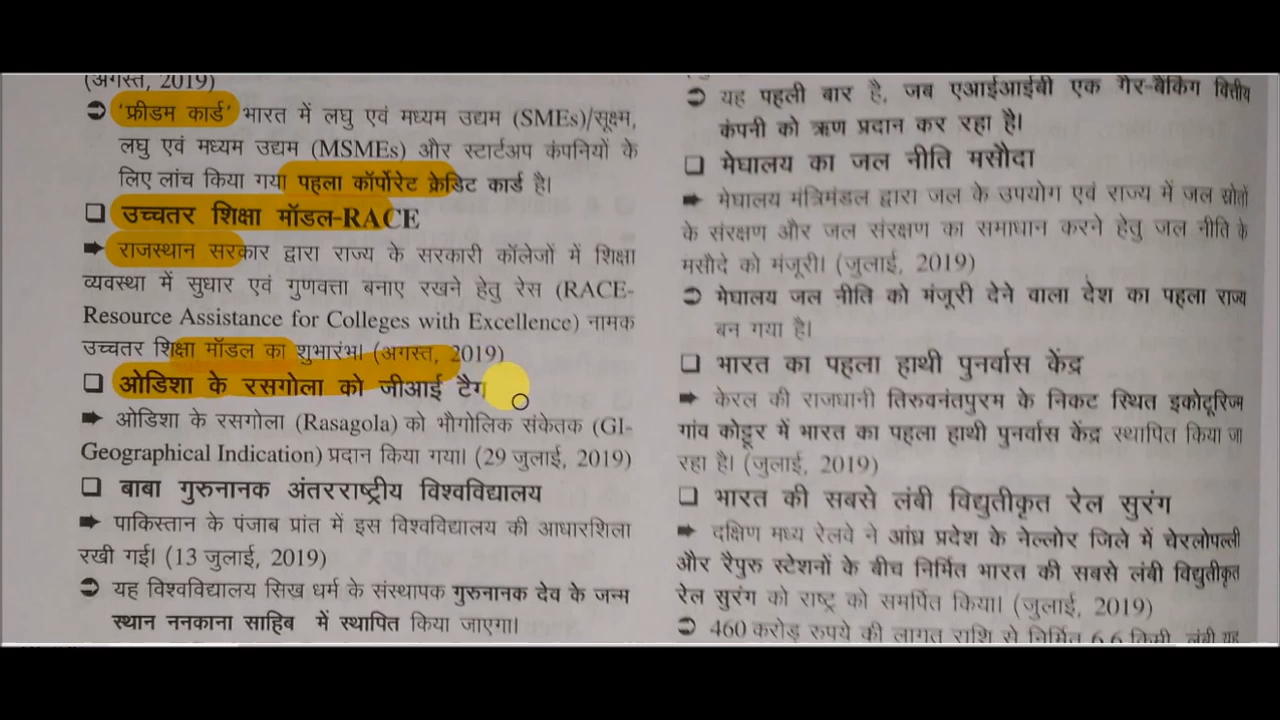 (अगस्त, 2019)
➲ 'फ्रीडम कार्ड' भारत में लघु एवं मध्यम उद्यम (SMEs)/सूक्ष्म,
लघु एवं मध्यम उद्यम (MSMEs) और स्टार्टअप कंपनियों के
लिए लांच किया गया पहला कॉर्पोरेट क्रेडिट कार्ड है।
❑ उच्चतर शिक्षा मॉडल-RACE
➡ राजस्थान सरकार द्वारा राज्य के सरकारी कॉलेजों में शिक्षा
व्यवस्था में सुधार एवं गुणवत्ता बनाए रखने हेतु रेस (RACE-
Resource Assistance for Colleges with Excellence) नामक
उच्चतर शिक्षा मॉडल का शुभारंभ। (अगस्त, 2019)
❑ ओडिशा के रसगोला को जीआई टैग
➡ ओडिशा के रसगोला (Rasagola) को भौगोलिक संकेतक (GI-
Geographical Indication) प्रदान किया गया। (29 जुलाई, 2019)
❑ बाबा गुरुनानक अंतरराष्ट्रीय विश्वविद्यालय
➡ पाकिस्तान के पंजाब प्रांत में इस विश्वविद्यालय की आधारशिला
रखी गई। (13 जुलाई, 2019)
➲ यह विश्वविद्यालय सिख धर्म के संस्थापक गुरुनानक देव के जन्म
स्थान ननकाना साहिब में स्थापित किया जाएगा।
➲ यह पहली बार है, जब एआईआईबी एक गैर-बैंकिंग वित्तीय
कंपनी को ऋण प्रदान कर रहा है।
❑ मेघालय का जल नीति मसौदा
➡ मेघालय मंत्रिमंडल द्वारा जल के उपयोग एवं राज्य में जल स्रोतों
के संरक्षण और जल संरक्षण का समाधान करने हेतु जल नीति के
मसौदे को मंजूरी। (जुलाई, 2019)
➲ मेघालय जल नीति को मंजूरी देने वाला देश का पहला राज्य
बन गया है।
❑ भारत का पहला हाथी पुनर्वास केंद्र
➡ केरल की राजधानी तिरुवनंतपुरम के निकट स्थित इकोटूरिज्म
गांव कोट्टूर में भारत का पहला हाथी पुनर्वास केंद्र स्थापित किया जा
रहा है। (जुलाई, 2019)
❑ भारत की सबसे लंबी विद्युतीकृत रेल सुरंग
➡ दक्षिण मध्य रेलवे ने आंध्र प्रदेश के नेल्लोर जिले में चेरलोपल्ली
और रैपुरु स्टेशनों के बीच निर्मित भारत की सबसे लंबी विद्युतीकृत
रेल सुरंग को राष्ट्र को समर्पित किया। (जुलाई, 2019)
➲ 460 करोड़ रुपये की लागत राशि से निर्मित 6.6 किमी. लंबी यह